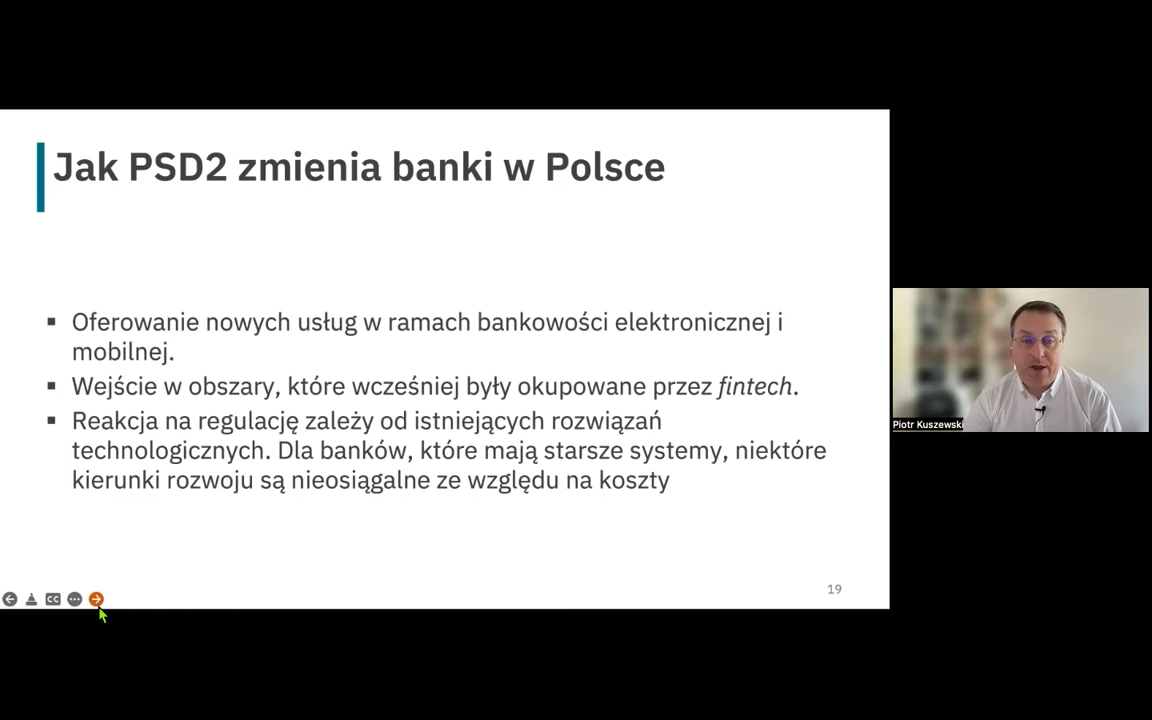 Jak PSD2 zmienia banki w Polsce
▪ Oferowanie nowych usług w ramach bankowości elektronicznej i
mobilnej.
▪ Wejście w obszary, które wcześniej były okupowane przez fintech.
▪ Reakcja na regulację zależy od istniejących rozwiązań
technologicznych. Dla banków, które mają starsze systemy, niektóre
kierunki rozwoju są nieosiągalne ze względu na koszty
Piotr Kuszewski
CC
19